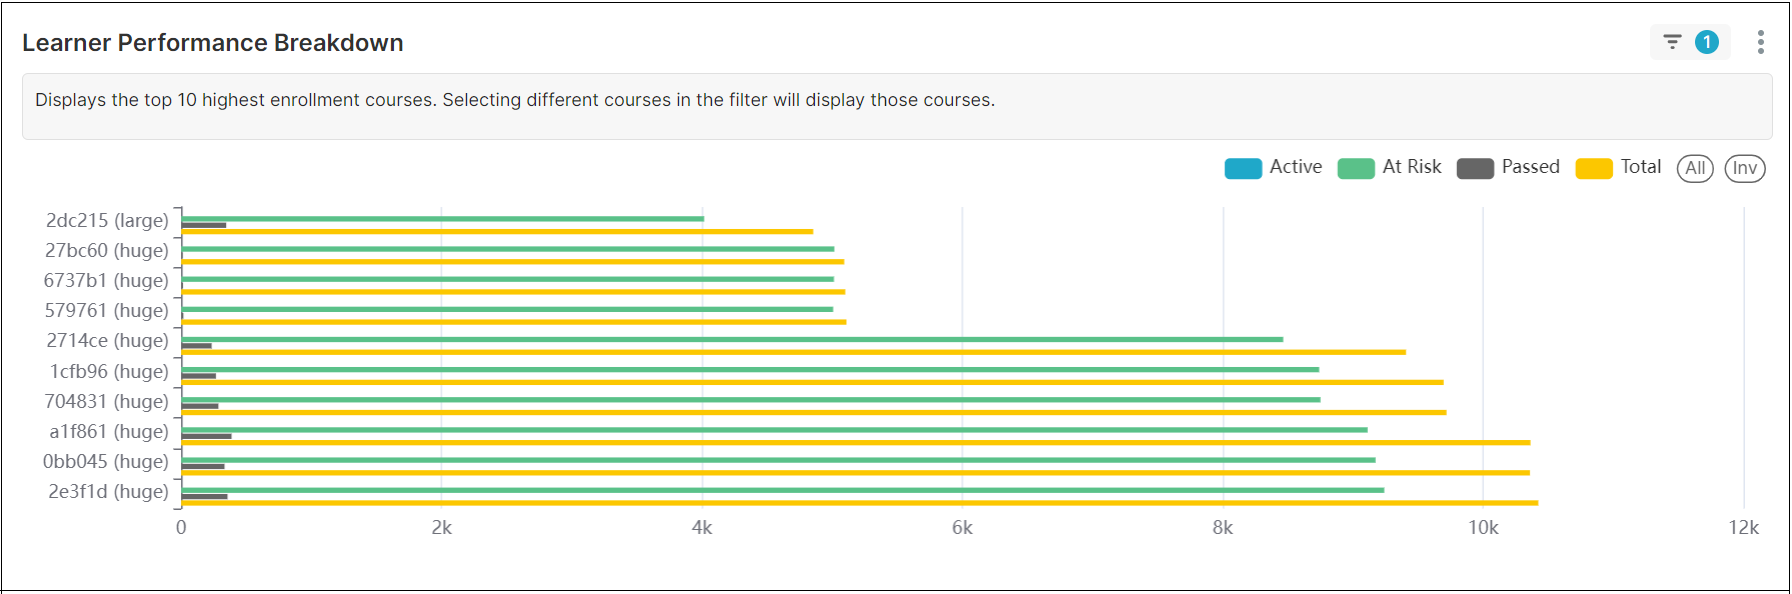 Learner Performance Breakdown
1
Displays the top 10 highest enrollment courses. Selecting different courses in the filter will display those courses.
Active At Risk Passed Total All Inv
2dc215 (large)
27bc60 (huge)
6737b1 (huge)
579761 (huge)
2714ce (huge)
1cfb96 (huge)
704831 (huge)
a1f861 (huge)
0bb045 (huge)
2e3f1d (huge)
0 2k 4k 6k 8k 10k 12k